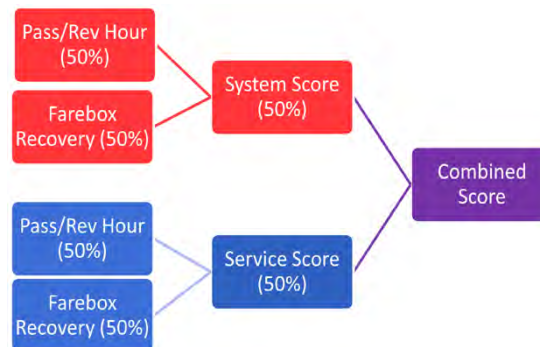 Pass/Rev Hour
(50%)
Farebox
Recovery (50%)
System Score
(50%)
Pass/Rev Hour
(50%)
Farebox
Recovery (50%)
Service Score
(50%)
Combined
Score